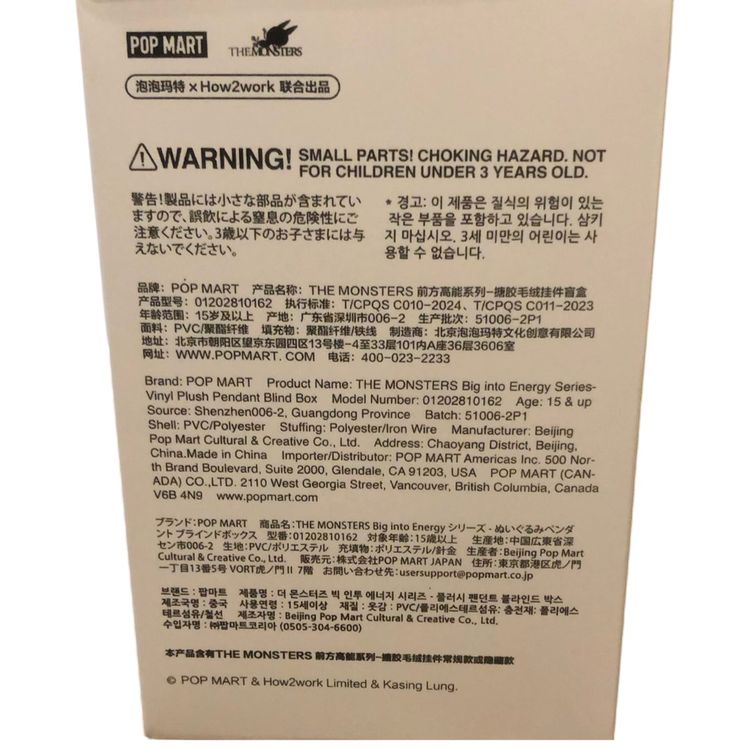 POP MART
THE MONSTERS
泡泡玛特 × How2work 联合出品
WARNING! SMALL PARTS! CHOKING HAZARD. NOT
FOR CHILDREN UNDER 3 YEARS OLD.
警告!製品には小さな部品が含まれてい
ますので、誤飲による窒息の危険性にご
注意ください。3歳以下のお子さまには与
えないでください。
* 경고: 이 제품은 질식의 위험이 있는
작은 부품을 포함하고 있습니다. 삼키
지 마십시오. 3세 미만의 어린이는 사
용할 수 없습니다.
品牌: POP MART 产品名称: THE MONSTERS 前方高能系列-搪胶毛绒挂件盲盒
产品型号: 01202810162 执行标准: T/CPQS C010-2024, T/CPQS C011-2023
年龄范围: 15岁及以上 产地: 广东省深圳市006-2 生产批次: 51006-2P1
面料: PVC/聚酯纤维 填充物: 聚酯纤维/铁线 制造商: 北京泡泡玛特文化创意有限公司
地址: 北京市朝阳区望京东园四区13号楼-4至33层101内36层3606室
网址: WWW.POPMART. COM 电话: 400-023-2233
Brand: POP MART Product Name: THE MONSTERS Big into Energy Series-
Vinyl Plush Pendant Blind Box Model Number: 01202810162 Age: 15 & up
Source: Shenzhen006-2, Guangdong Province Batch: 51006-2P1
Shell: PVC/Polyester Stuffing: Polyester/Iron Wire Manufacturer: Beijing
Pop Mart Cultural & Creative Co., Ltd. Address: Chaoyang District, Beijing,
China.Made in China Importer/Distributor: POP MART Americas Inc. 500 Nor-
th Brand Boulevard, Suite 2000, Glendale, CA 91203, USA POP MART (CAN-
ADA) CO.,LTD. 2110 West Georgia Street, Vancouver, British Columbia, Canada
V6B 4N9 www.popmart.com
ブランド: POP MART 商品名: THE MONSTERS Big into Energy シリーズ - ぬいぐるみペンダ
ント ブラインドボックス 型番: 01202810162 対象年齢: 15歳以上 生産地: 中国広東省深
セン市006-2 生地: PVC/ポリエステル 充填物: ポリエステル/針金 生産者: Beijing Pop Mart
Cultural & Creative Co., Ltd. 販売元: 株式会社POP MART JAPAN 住所: 東京都港区虎ノ門
一丁目13番5号 VORT虎ノ門 II 7階 お問い合わせ先: usersupport@popmart.co.jp
브랜드 : 팝마트 제품명 : 더 몬스터즈 빅 인투 에너지 시리즈 - 플러시 펜던트 블라인드 박스
제조국명 : 중국 사용연령 : 15세이상 재질 : 옷감 : PVC/폴리에스테르섬유: 충전재: 폴리에스
테르섬유/철선 제조자명 : Beijing Pop Mart Cultural & Creative Co., Ltd.
수입자명 : ㈜팝마트코리아 (0505-304-6600)
本产品含有THE MONSTERS 前方高能系列-搪胶毛绒挂件常规款或隐藏款
© POP MART & How2work Limited & Kasing Lung.